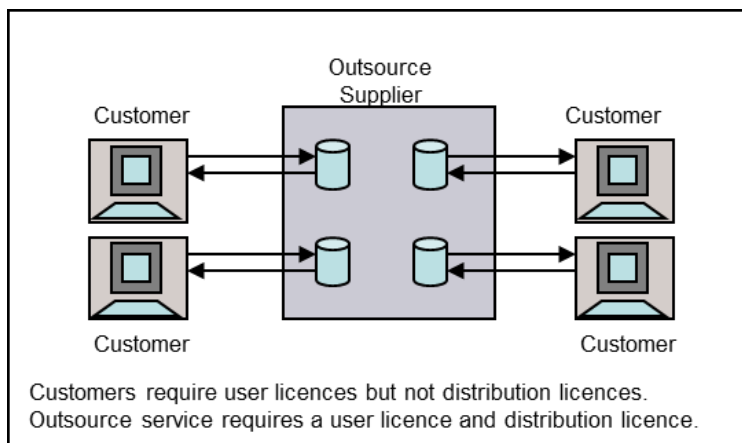 Outsource
Supplier
Customer
Customer
Customer
Customer
Customers require user licences but not distribution licences.
Outsource service requires a user licence and distribution licence.